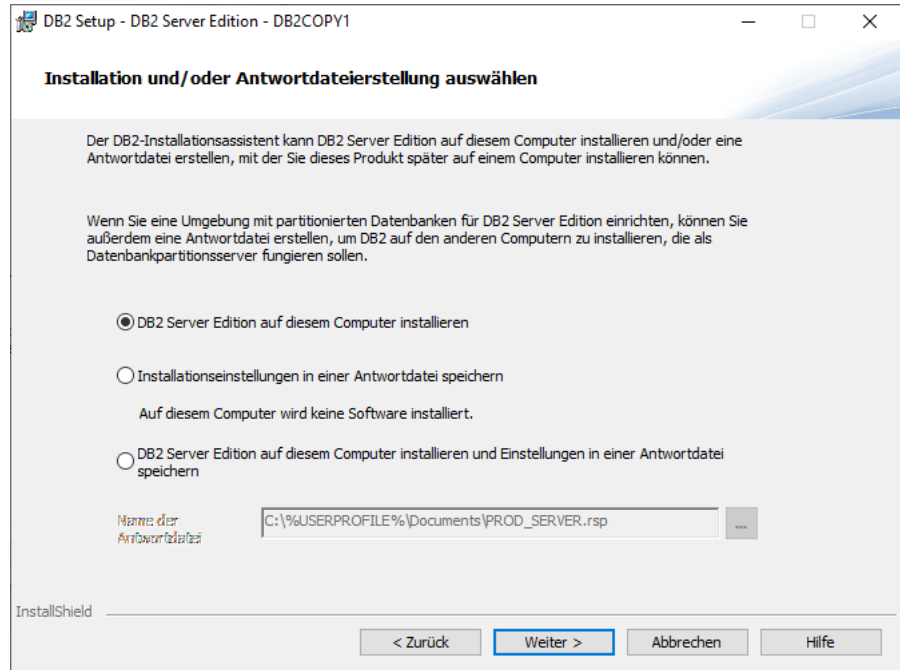 DB2 Setup - DB2 Server Edition - DB2COPY1
Installation und/oder Antwortdateierstellung auswählen
Der DB2-Installationsassistent kann DB2 Server Edition auf diesem Computer installieren und/oder eine
Antwortdatei erstellen, mit der Sie dieses Produkt später auf einem Computer installieren können.
Wenn Sie eine Umgebung mit partitionierten Datenbanken für DB2 Server Edition einrichten, können Sie
außerdem eine Antwortdatei erstellen, um DB2 auf den anderen Computern zu installieren, die als
Datenbankpartitionsserver fungieren sollen.
DB2 Server Edition auf diesem Computer installieren
Installationseinstellungen in einer Antwortdatei speichern
Auf diesem Computer wird keine Software installiert.
DB2 Server Edition auf diesem Computer installieren und Einstellungen in einer Antwortdatei
speichern
Name der
Antwortdatei
C:\%USERPROFILE%\Documents\PROD_SERVER.rsp
...
InstallShield
< Zurück
Weiter >
Abbrechen
Hilfe